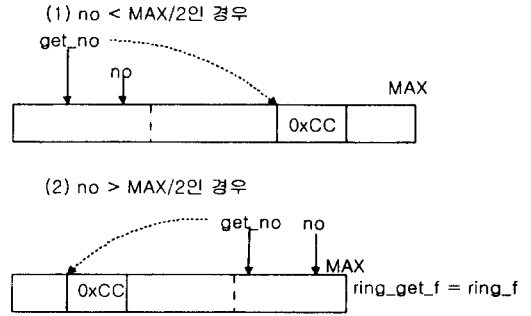 (1) no < MAX/2인 경우
get_no
no
MAX
0xCC
(2) no > MAX/2인 경우
get_no no
MAX
0xCC
ring_get_f = ring_f